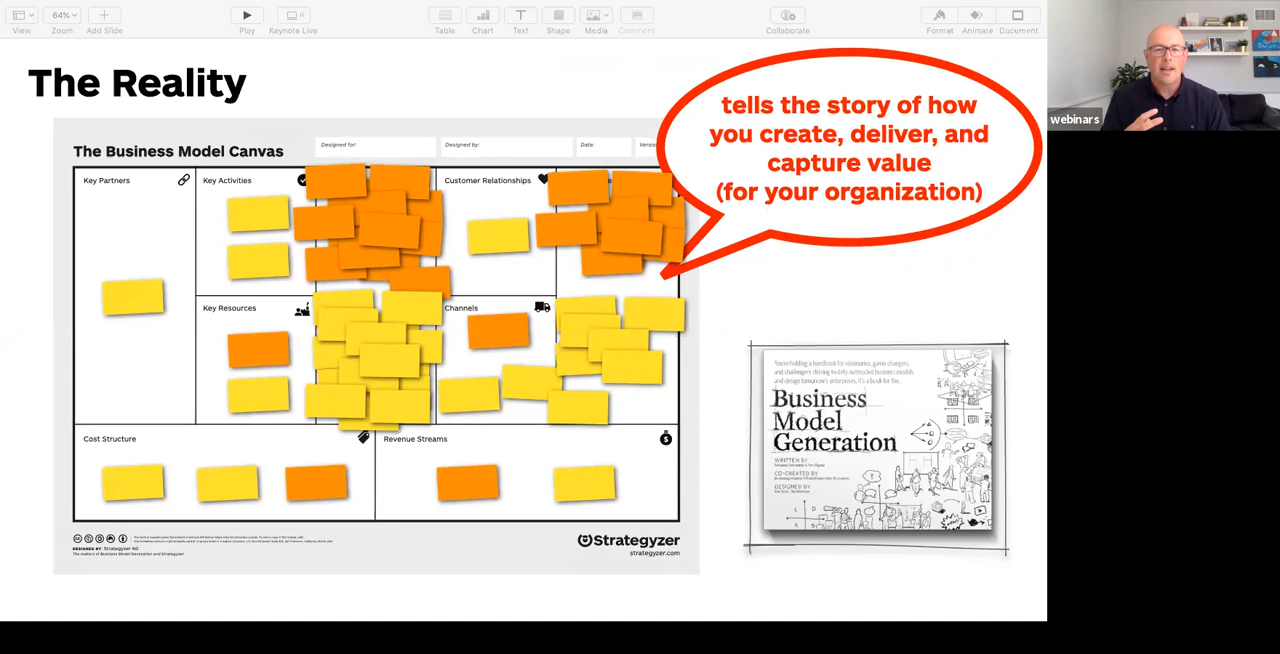 View
64%
Zoom
Add Slide
Play
Keynote Live
Table
Chart
Text
Shape
Media
Comment
Collaborate
Format
Animate
Document
webinars
The Reality
tells the story of how
you create, deliver, and
capture value
(for your organization)
The Business Model Canvas
Designed for:
Designed by:
Date:
Key Partners
Key Activities
Customer Relationships
Key Resources
Channels
Cost Structure
Revenue Streams
DESIGNED BY: Strategyzer AG
The makers of Business Model Generation and Strategyzer
Strategyzer
strategyzer.com
You're holding a handbook for visionaries, game changers,
and challengers striving to defy outmoded business models
and design tomorrow's enterprises. It's a book for the...
Business
Model
Generation
WRITTEN BY
CO-CREATED BY
DESIGNED BY